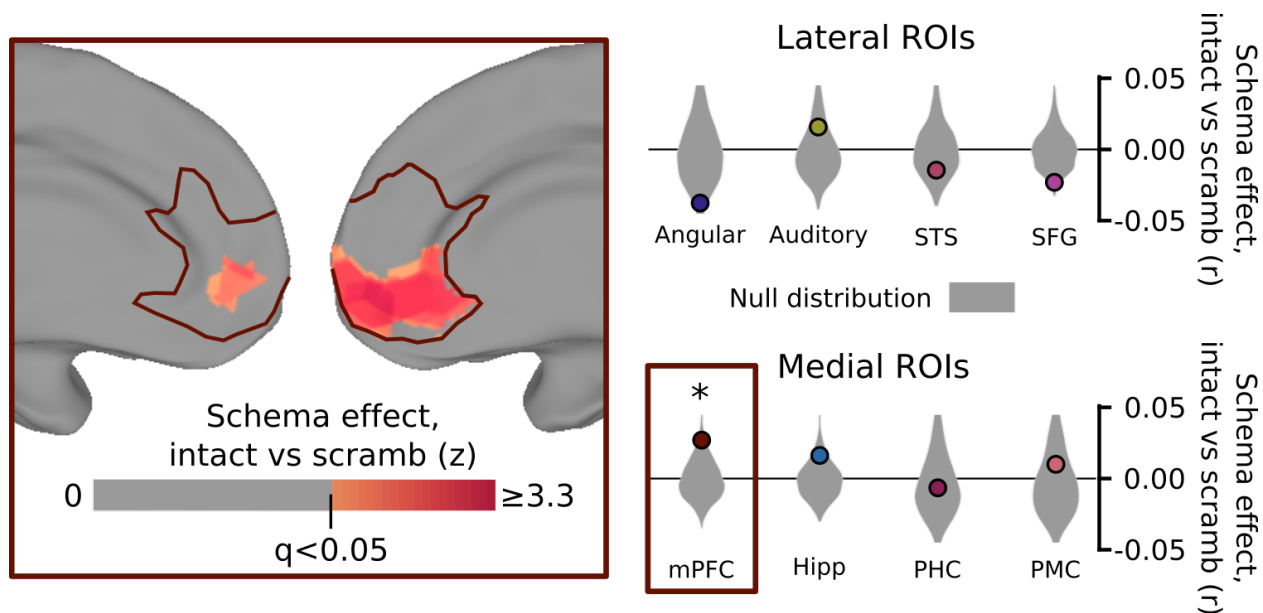 Schema effect,
intact vs scramb (z)
0
≥3.3
q<0.05
Lateral ROIs
0.05
0.00
-0.05
Schema effect,
intact vs scramb (r)
Angular
Auditory
STS
SFG
Null distribution
Medial ROIs
*
0.05
0.00
-0.05
Schema effect,
intact vs scramb (r)
mPFC
Hipp
PHC
PMC